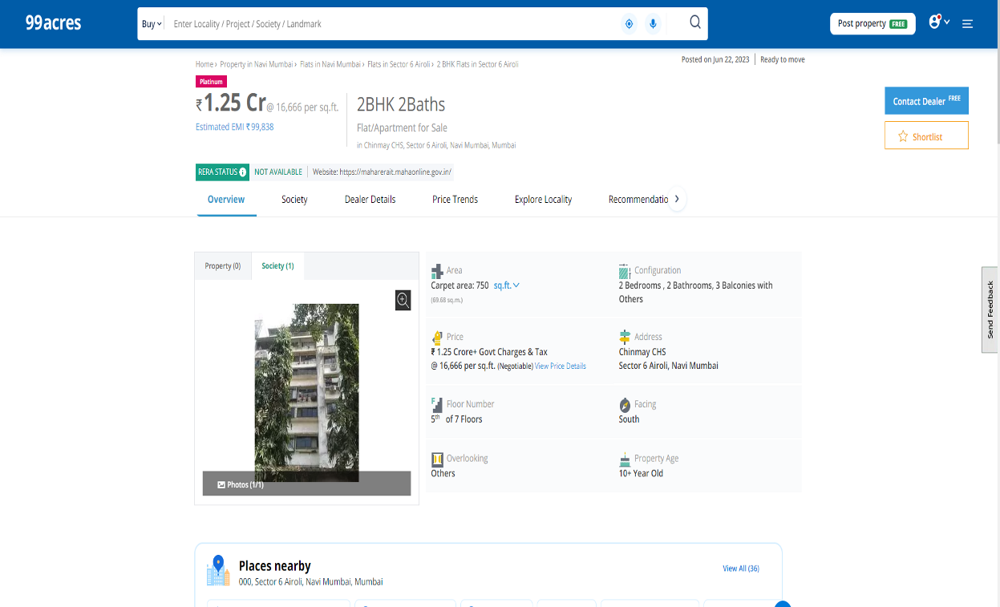 99acres
Buy
Enter Locality / Project / Society / Landmark
Post property FREE
Home › Property in Navi Mumbai › Flats in Navi Mumbai › Flats in Sector 6 Airoli › 2 BHK Flats in Sector 6 Airoli
Posted on Jun 22, 2023 | Ready to move
Platinum
₹1.25 Cr @ 16,666 per sq.ft.
Estimated EMI ₹ 99,838
2BHK 2Baths
Flat/Apartment for Sale
in Chinmay CHS, Sector 6 Airoli, Navi Mumbai, Mumbai
Contact Dealer FREE
Shortlist
RERA STATUS NOT AVAILABLE Website: https://maharerait.mahaonline.gov.in/
Overview Society Dealer Details Price Trends Explore Locality Recommendatio
Property (0) Society (1)
Photos (1/1)
Area
Carpet area: 750 sq.ft.
(69.68 sq.m.)
Configuration
2 Bedrooms , 2 Bathrooms, 3 Balconies with
Others
Price
₹ 1.25 Crore+ Govt Charges & Tax
@ 16,666 per sq.ft. (Negotiable) View Price Details
Address
Chinmay CHS
Sector 6 Airoli, Navi Mumbai
Floor Number
5th of 7 Floors
Facing
South
Overlooking
Others
Property Age
10+ Year Old
Send Feedback
Places nearby
000, Sector 6 Airoli, Navi Mumbai, Mumbai
View All (36)